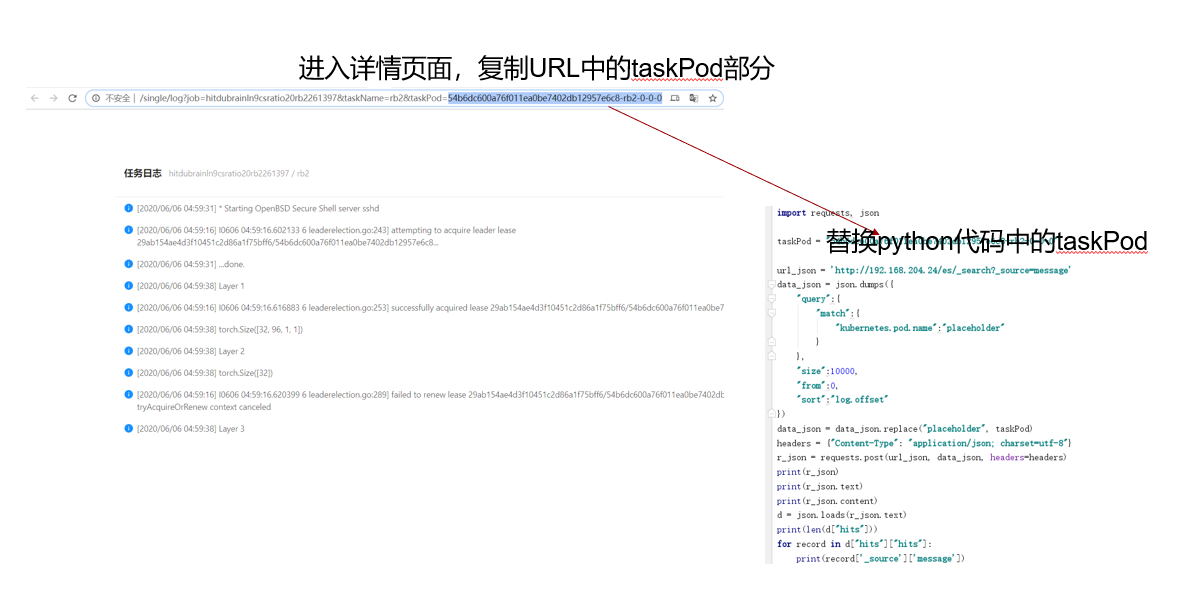 进入详情页面，复制URL中的taskPod部分
不安全 | /single/log?job=hitdubrainln9csratio20rb2261397&taskName=rb2&taskPod=54b6dc600a76f011ea0be7402db12957e6c8-rb2-0-0-0
任务日志 hitdubrainln9csratio20rb2261397 / rb2
[2020/06/06 04:59:31] * Starting OpenBSD Secure Shell server sshd
[2020/06/06 04:59:16] I0606 04:59:16.602133 6 leaderelection.go:243] attempting to acquire leader lease
29ab154ae4d3f10451c2d86a1f75bff6/54b6dc600a76f011ea0be7402db12957e6c8...
[2020/06/06 04:59:31] ...done.
[2020/06/06 04:59:38] Layer 1
[2020/06/06 04:59:16] I0606 04:59:16.616883 6 leaderelection.go:253] successfully acquired lease 29ab154ae4d3f10451c2d86a1f75bff6/54b6dc600a76f011ea0be7
[2020/06/06 04:59:38] torch.Size([32, 96, 1, 1])
[2020/06/06 04:59:38] Layer 2
[2020/06/06 04:59:38] torch.Size([32])
[2020/06/06 04:59:16] I0606 04:59:16.620399 6 leaderelection.go:289] failed to renew lease 29ab154ae4d3f10451c2d86a1f75bff6/54b6dc600a76f011ea0be7402db
tryAcquireOrRenew context canceled
[2020/06/06 04:59:38] Layer 3
import requests, json
替换python代码中的taskPod
taskPod =
url_json = 'http://192.168.204.24/es/_search?_source=message'
data_json = json.dumps({
"query":{
"match":{
"kubernetes.pod.name":"placeholder"
}
},
"size":10000,
"from":0,
"sort":"log.offset"
})
data_json = data_json.replace("placeholder", taskPod)
headers = {"Content-Type": "application/json; charset=utf-8"}
r_json = requests.post(url_json, data_json, headers=headers)
print(r_json)
print(r_json.text)
print(r_json.content)
d = json.loads(r_json.text)
print(len(d["hits"]))
for record in d["hits"]["hits"]:
print(record['_source']['message'])